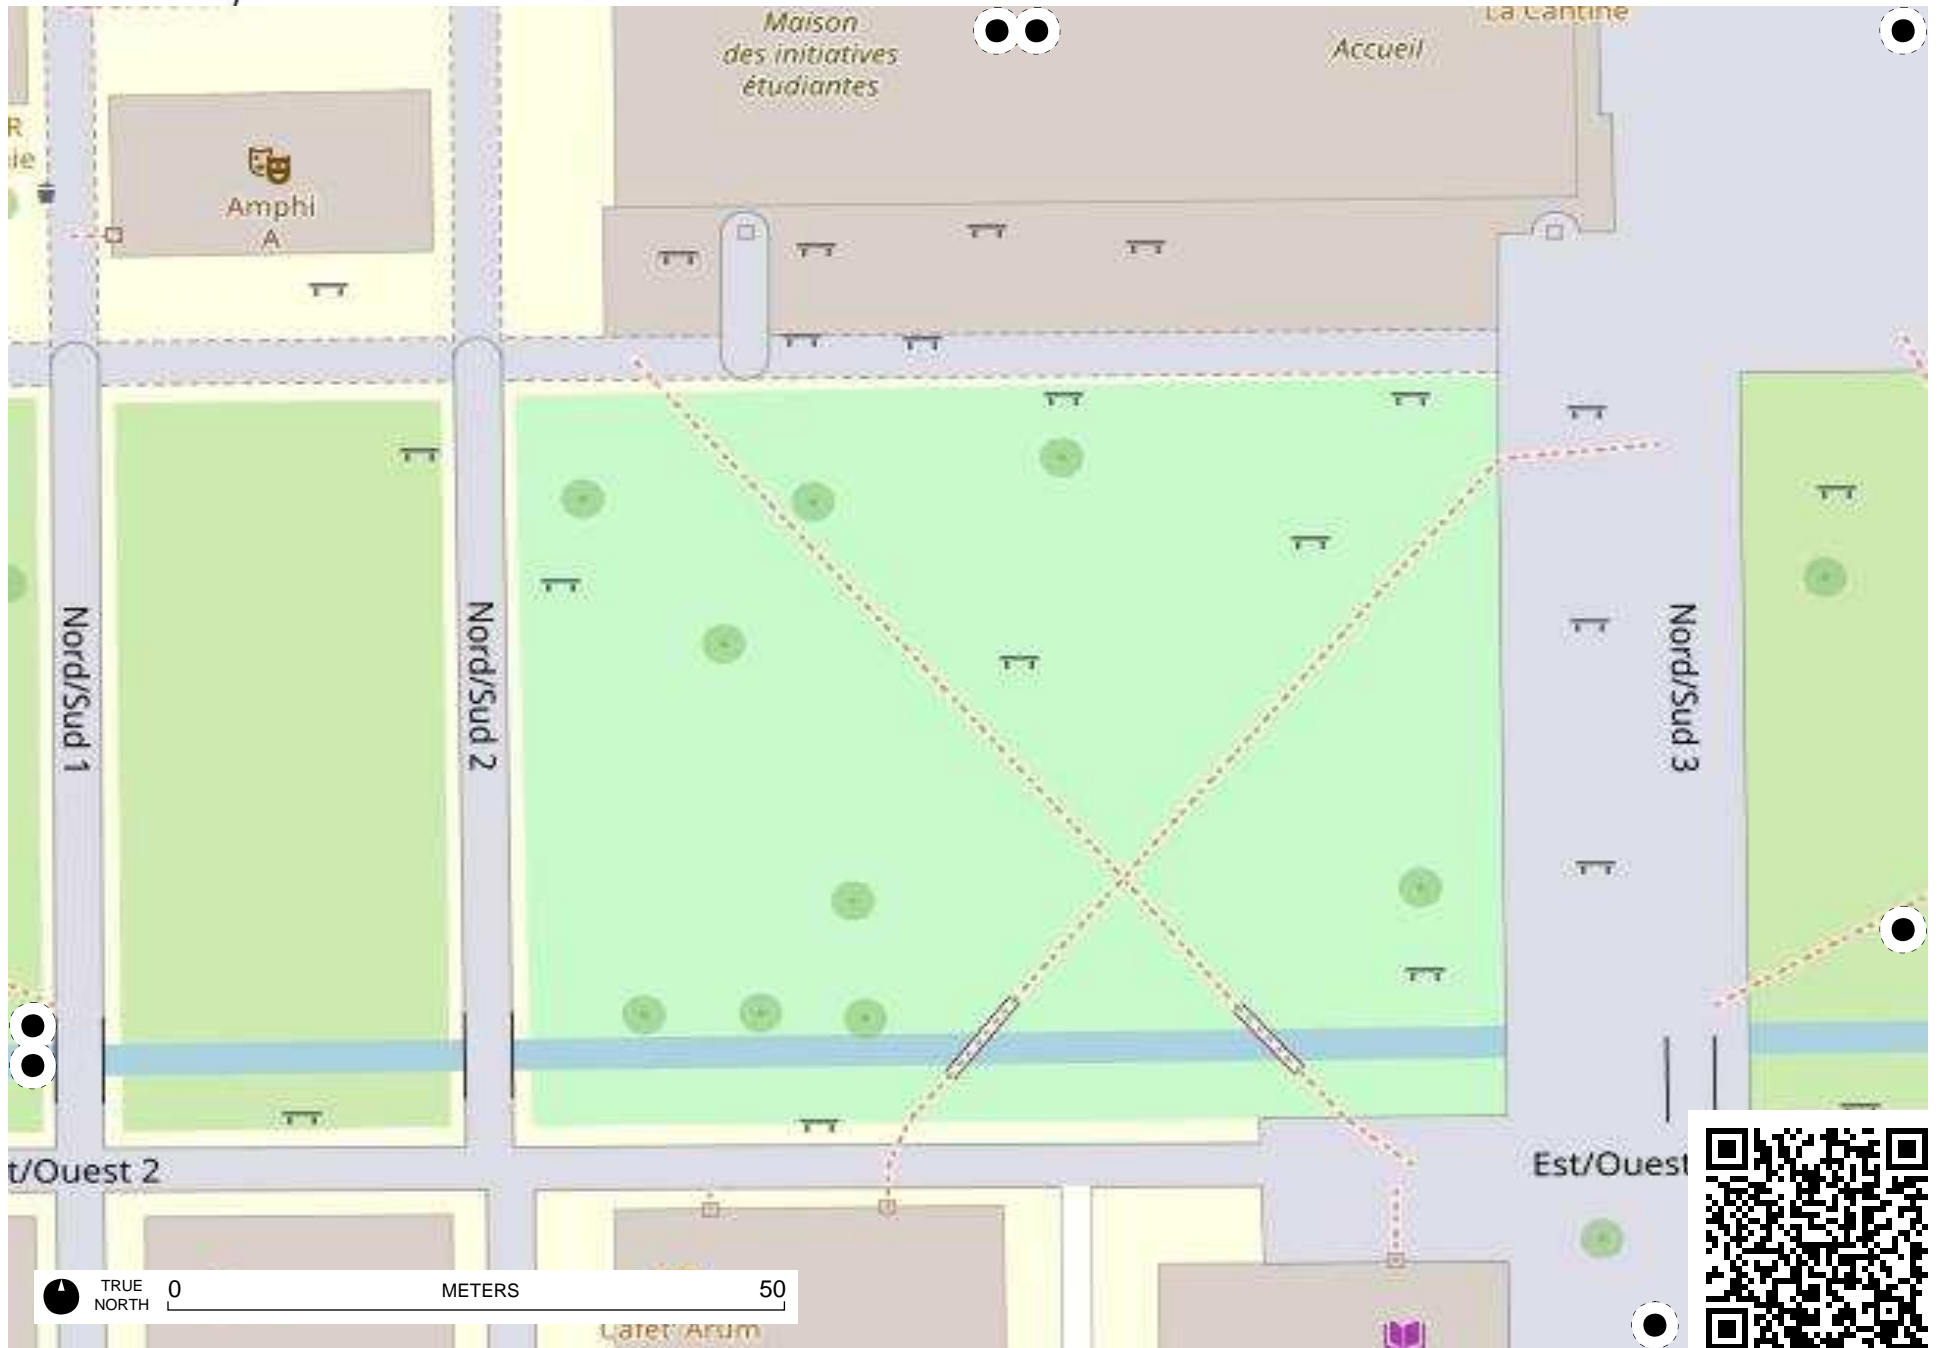 Maison
des initiatives
étudiantes
Accueil
La Cantine
R
ie
Amphi
A
Nord/Sud 1
Nord/Sud 2
Nord/Sud 3
t/Ouest 2
Est/Ouest
TRUE
NORTH
0
METERS
50
Cafet' Arum